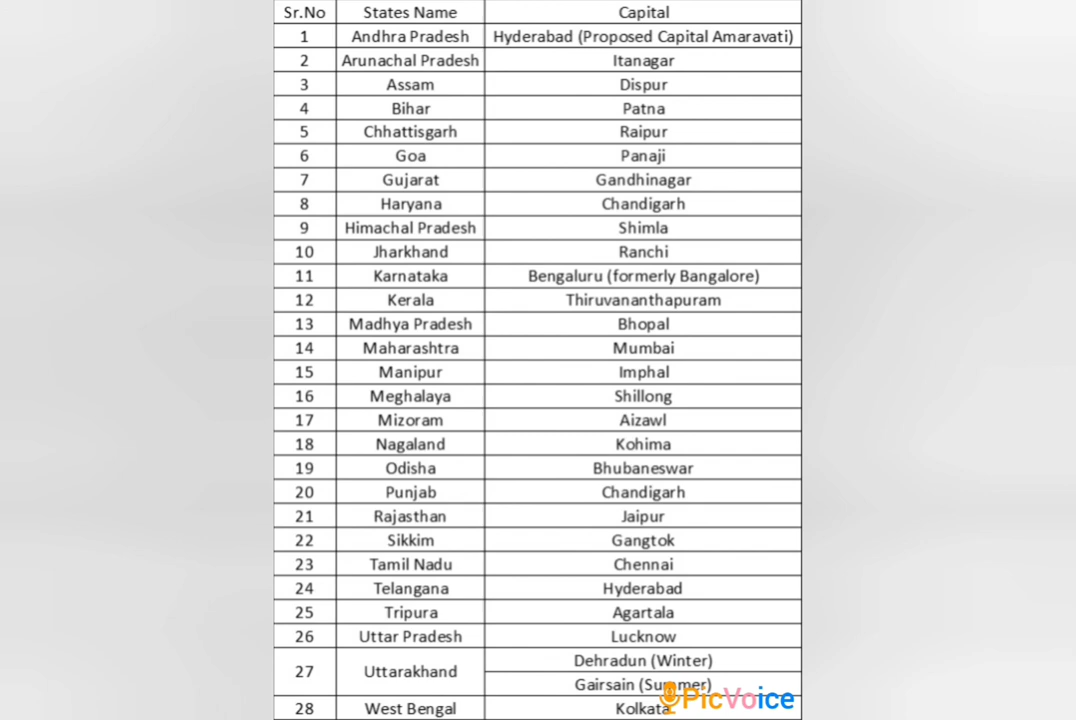 Sr.No States Name Capital
1 Andhra Pradesh Hyderabad (Proposed Capital Amaravati)
2 Arunachal Pradesh Itanagar
3 Assam Dispur
4 Bihar Patna
5 Chhattisgarh Raipur
6 Goa Panaji
7 Gujarat Gandhinagar
8 Haryana Chandigarh
9 Himachal Pradesh Shimla
10 Jharkhand Ranchi
11 Karnataka Bengaluru (formerly Bangalore)
12 Kerala Thiruvananthapuram
13 Madhya Pradesh Bhopal
14 Maharashtra Mumbai
15 Manipur Imphal
16 Meghalaya Shillong
17 Mizoram Aizawl
18 Nagaland Kohima
19 Odisha Bhubaneswar
20 Punjab Chandigarh
21 Rajasthan Jaipur
22 Sikkim Gangtok
23 Tamil Nadu Chennai
24 Telangana Hyderabad
25 Tripura Agartala
26 Uttar Pradesh Lucknow
27 Uttarakhand Dehradun (Winter)
Gairsain (Summer)
28 West Bengal Kolkata
PicVoice